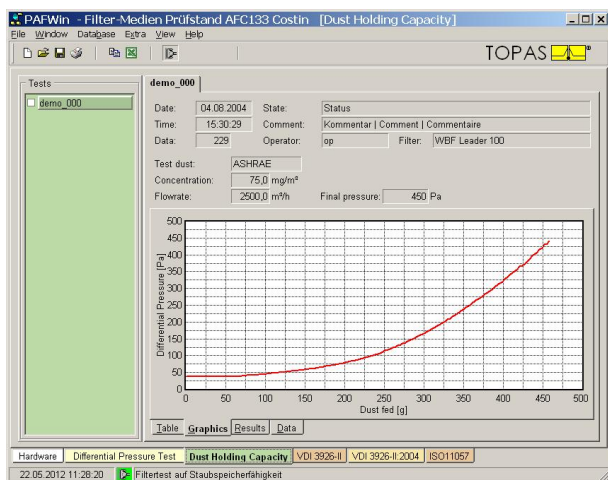 PAFWin - Filter-Medien Prüfstand AFC133 Costin [Dust Holding Capacity]
File Window Database Extra View Help
TOPAS
Tests
demo_000
demo_000
Date: 04.08.2004 State: Status
Time: 15:30:29 Comment: Kommentar | Comment | Commentaire
Data: 229 Operator: op Filter: WBF Leader 100
Test dust: ASHRAE
Concentration: 75,0 mg/m³
Flowrate: 2500,0 m³/h Final pressure: 450 Pa
500
450
400
350
300
250
200
150
100
50
0
Differential Pressure [Pa]
0 50 100 150 200 250 300 350 400 450 500
Dust fed [g]
Table Graphics Results Data
Hardware Differential Pressure Test Dust Holding Capacity VDI 3926-II VDI 3926-II:2004 ISO11057
22.05.2012 11:28:20 Filtertest auf Staubspeicherfähigkeit